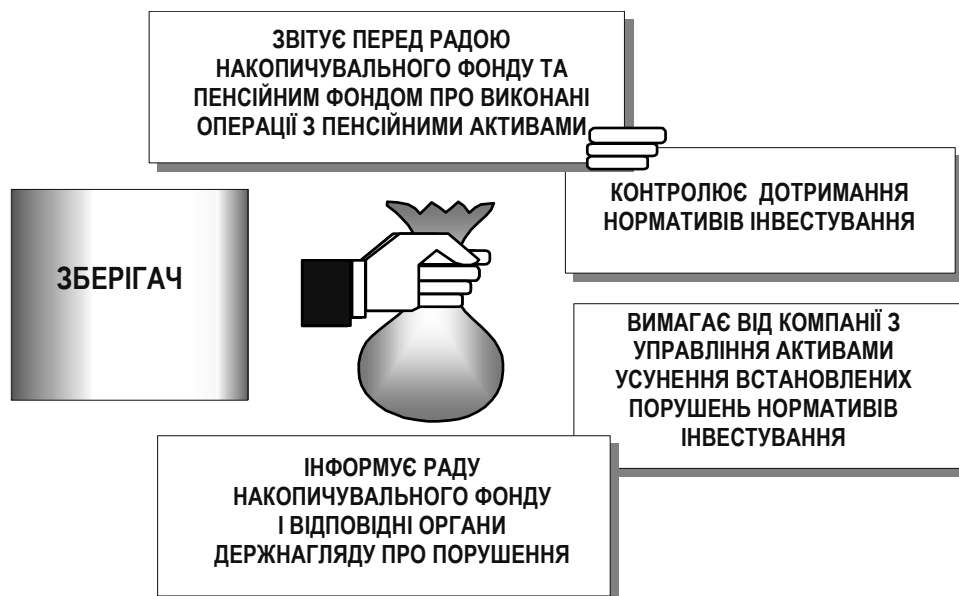 ЗВІТУЄ ПЕРЕД РАДОЮ
НАКОПИЧУВАЛЬНОГО ФОНДУ ТА
ПЕНСІЙНИМ ФОНДОМ ПРО ВИКОНАНІ
ОПЕРАЦІЇ З ПЕНСІЙНИМИ АКТИВАМИ
КОНТРОЛЮЄ ДОТРИМАННЯ
НОРМАТИВІВ ІНВЕСТУВАННЯ
ЗБЕРІГАЧ
ВИМАГАЄ ВІД КОМПАНІЇ З
УПРАВЛІННЯ АКТИВАМИ
УСУНЕННЯ ВСТАНОВЛЕНИХ
ПОРУШЕНЬ НОРМАТИВІВ
ІНВЕСТУВАННЯ
ІНФОРМУЄ РАДУ
НАКОПИЧУВАЛЬНОГО ФОНДУ
І ВІДПОВІДНІ ОРГАНИ
ДЕРЖНАГЛЯДУ ПРО ПОРУШЕННЯ